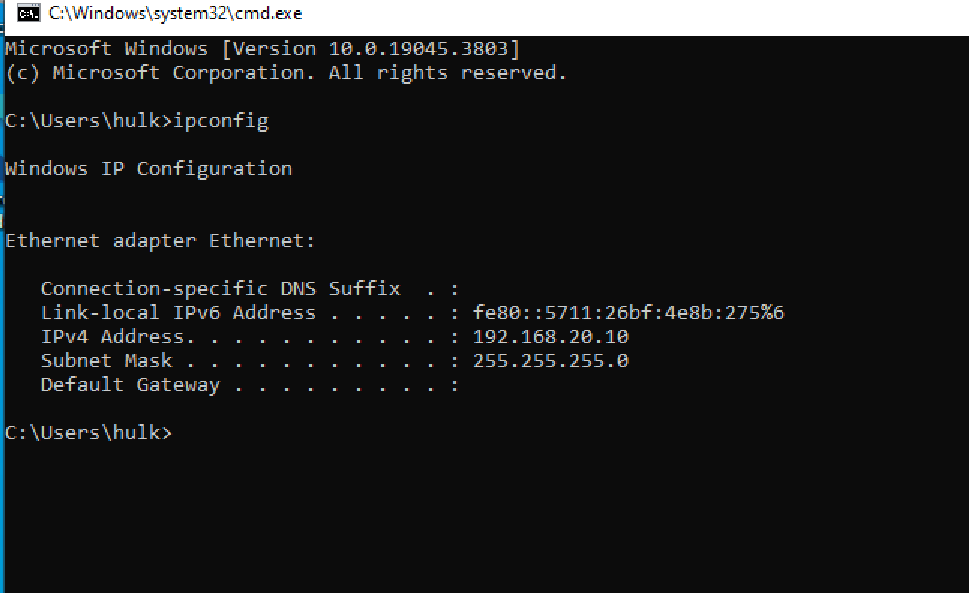 C:\Windows\system32\cmd.exe
Microsoft Windows [Version 10.0.19045.3803]
(c) Microsoft Corporation. All rights reserved.
C:\Users\hulk>ipconfig
Windows IP Configuration
Ethernet adapter Ethernet:
   Connection-specific DNS Suffix  . :
   Link-local IPv6 Address . . . . . : fe80::5711:26bf:4e8b:275%6
   IPv4 Address. . . . . . . . . . . : 192.168.20.10
   Subnet Mask . . . . . . . . . . . : 255.255.255.0
   Default Gateway . . . . . . . . . :
C:\Users\hulk>